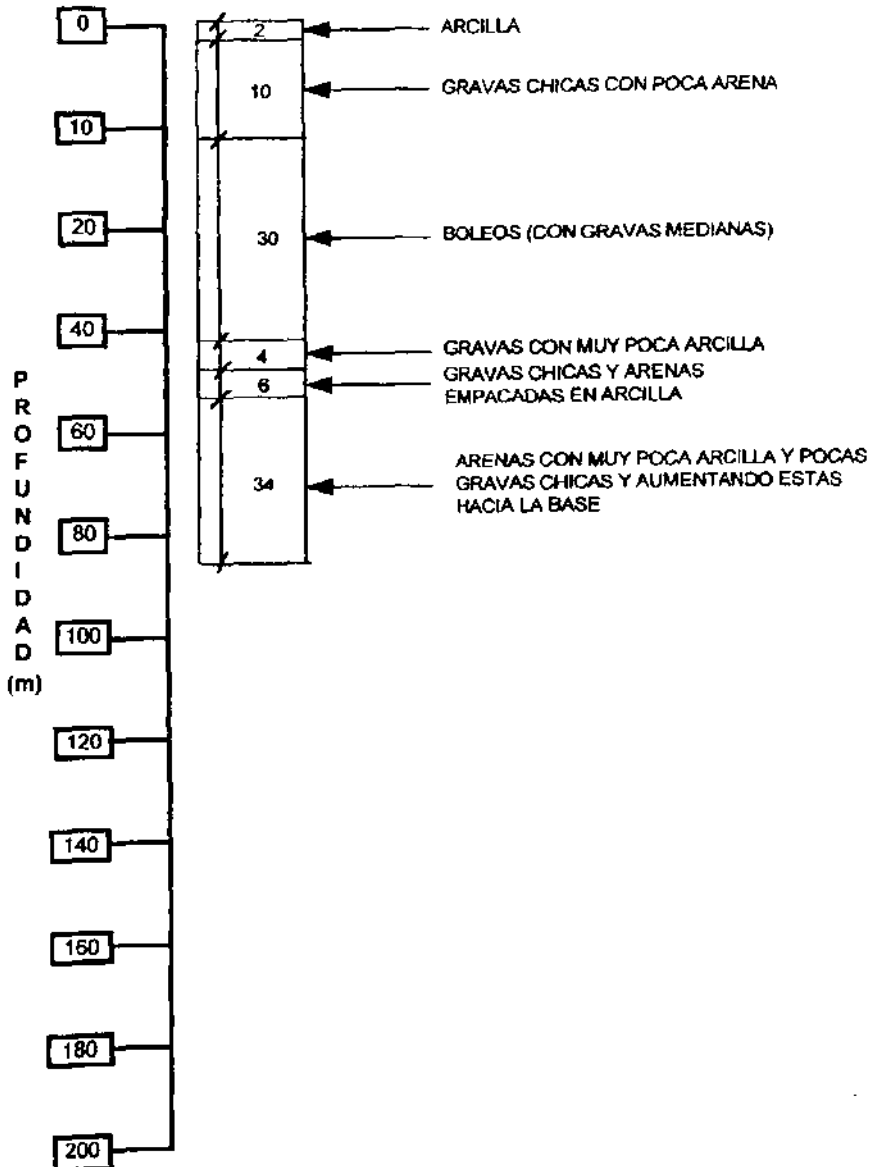 0
2
ARCILLA
10
GRAVAS CHICAS CON POCA ARENA
10
20
30
BOLEOS (CON GRAVAS MEDIANAS)
40
4
GRAVAS CON MUY POCA ARCILLA
6
GRAVAS CHICAS Y ARENAS
EMPACADAS EN ARCILLA
60
34
ARENAS CON MUY POCA ARCILLA Y POCAS
GRAVAS CHICAS Y AUMENTANDO ESTAS
HACIA LA BASE
80
100
120
140
160
180
200
PROFUNDIDAD
(m)